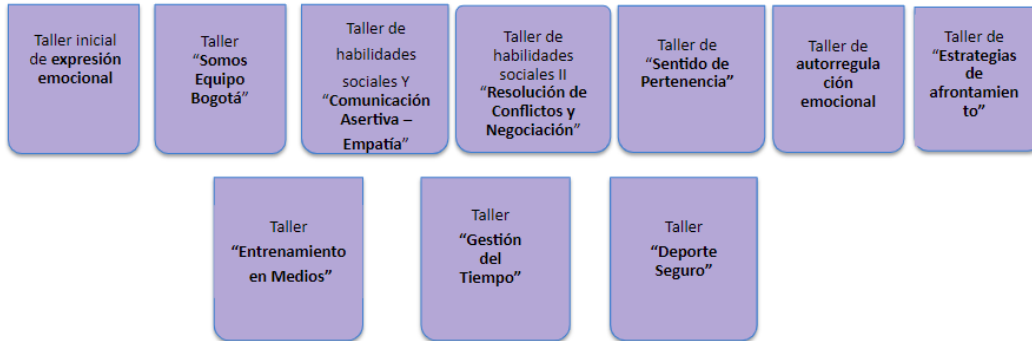 Taller inicial
de expresión
emocional
Taller
“Somos
Equipo
Bogotá”
Taller de
habilidades
sociales Y
“Comunicación
Asertiva –
Empatía”
Taller de
habilidades
sociales II
“Resolución de
Conflictos y
Negociación”
Taller de
“Sentido de
Pertenencia”
Taller de
autorregula
ción
emocional
Taller de
“Estrategias
de
afrontamie
nto”
Taller
“Entrenamiento
en Medios”
Taller
“Gestión
del
Tiempo”
Taller
“Deporte
Seguro”